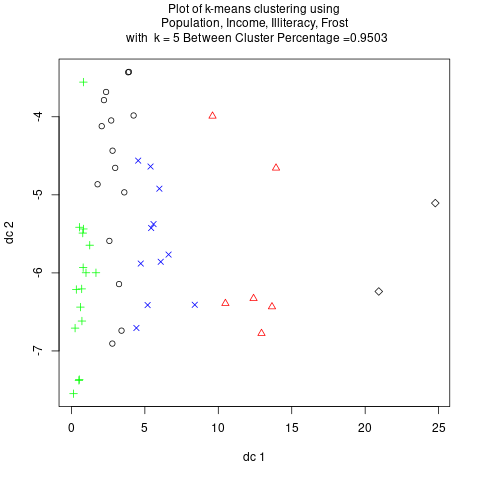 Plot of k-means clustering using
Population, Income, Illiteracy, Frost
with k = 5 Between Cluster Percentage =0.9503
-4
-5
dc 2
-6
-7
0 5 10 15 20 25
dc 1